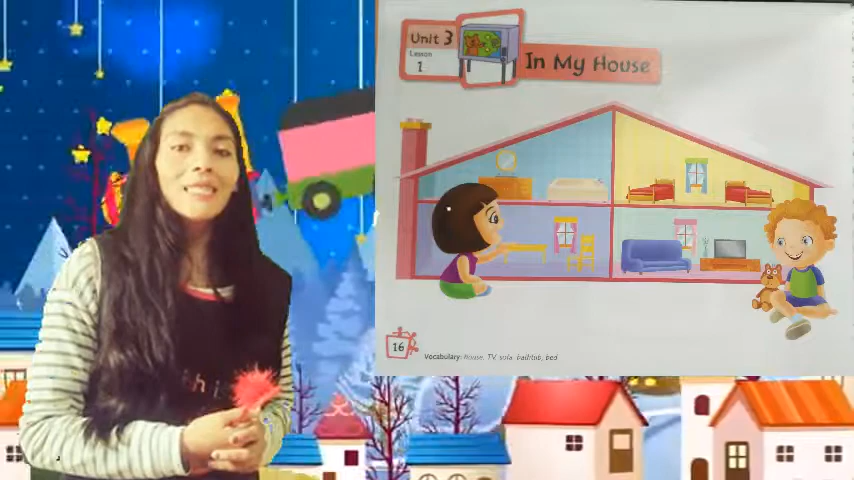 Unit 3
Lesson
1
In My House
16
Vocabulary: House, TV, sofa, bathtub, bed